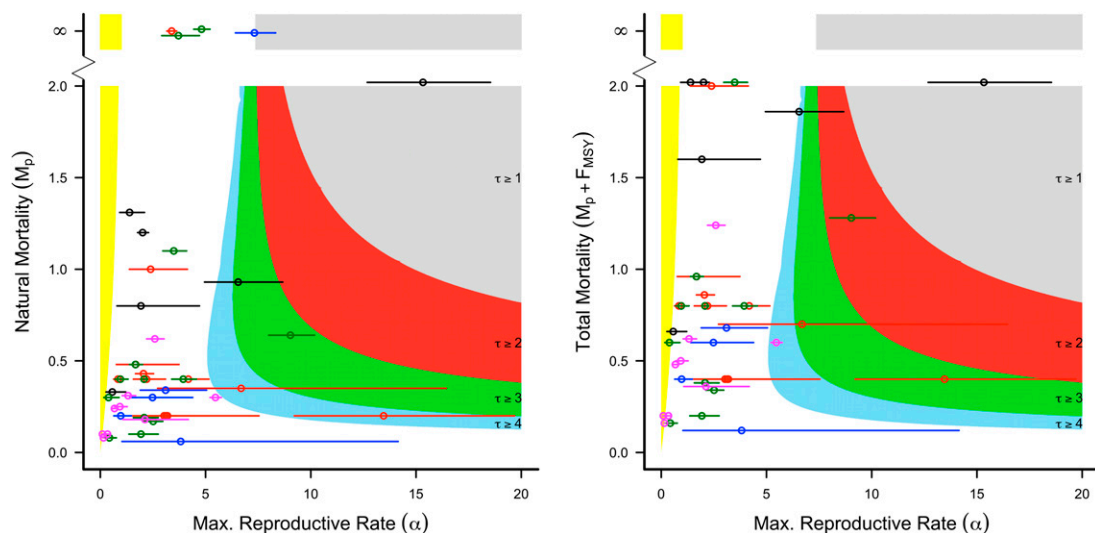 ∞
2.0
1.5
1.0
0.5
0.0
Natural Mortality (Mp)
τ ≥ 1
τ ≥ 2
τ ≥ 3
τ ≥ 4
0 5 10 15 20
Max. Reproductive Rate (α)
∞
2.0
1.5
1.0
0.5
0.0
Total Mortality (Mp + FMSY)
τ ≥ 1
τ ≥ 2
τ ≥ 3
τ ≥ 4
0 5 10 15 20
Max. Reproductive Rate (α)